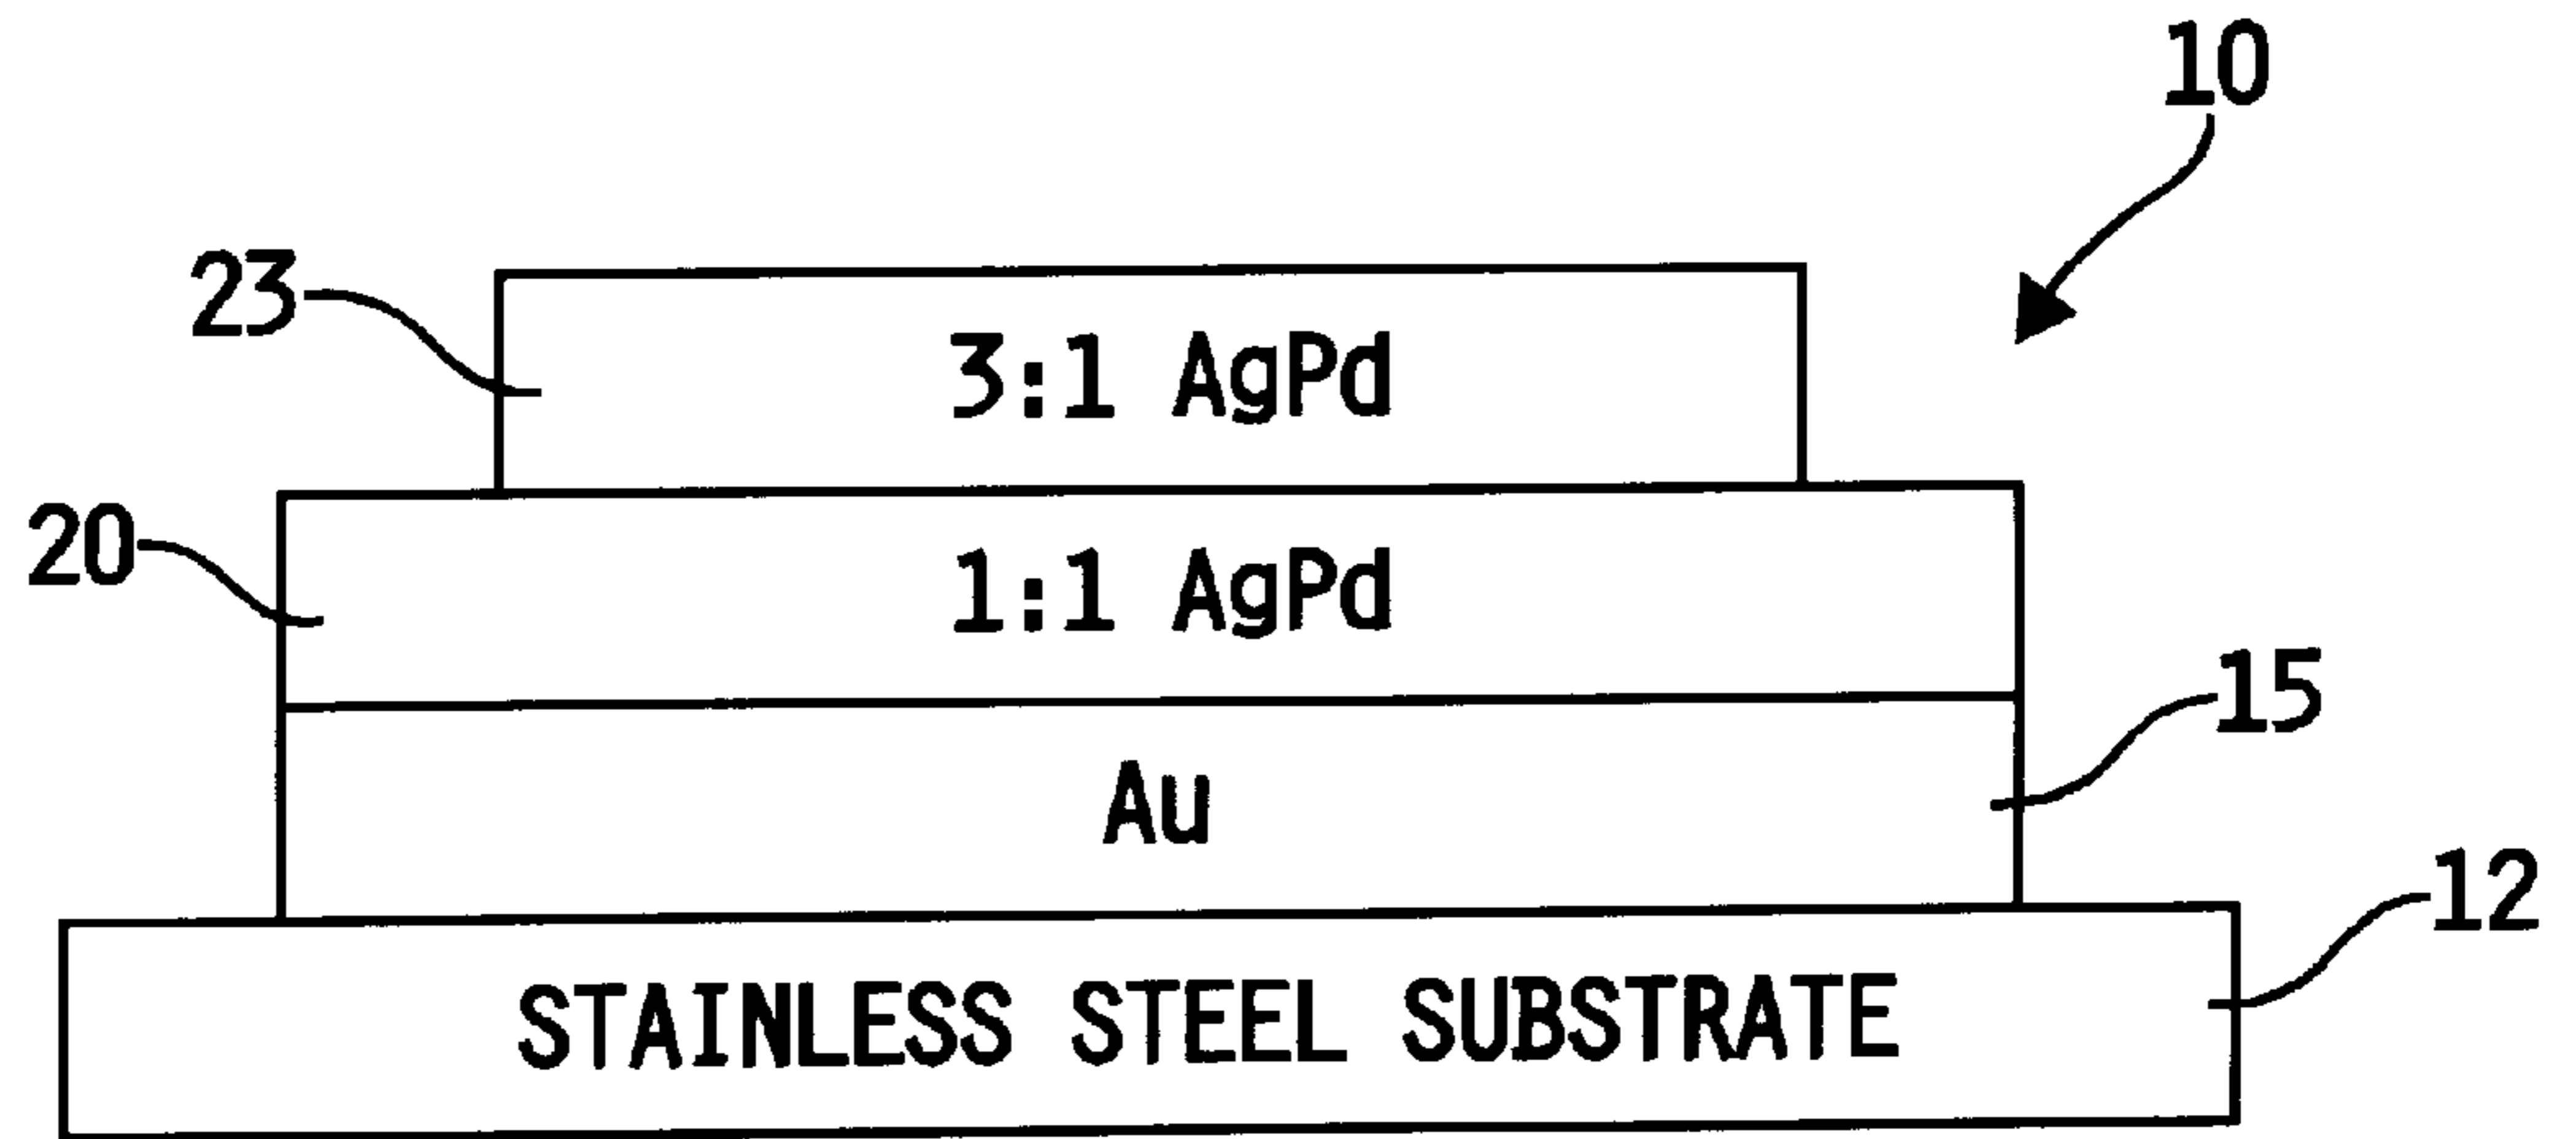 10
23
3:1 AgPd
20
1:1 AgPd
15
Au
12
STAINLESS STEEL SUBSTRATE